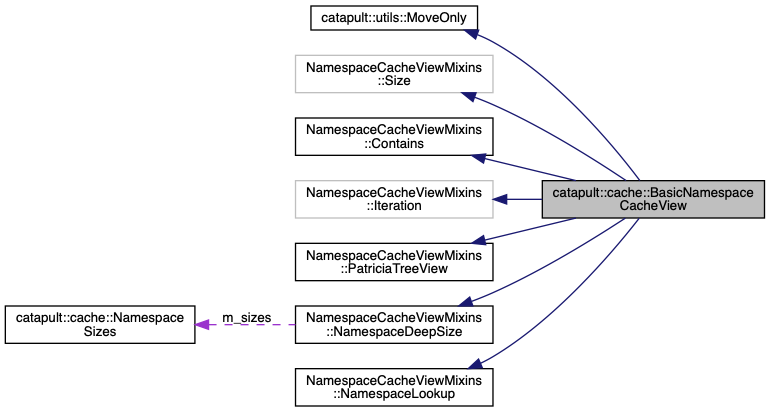 catapult::utils::MoveOnly
NamespaceCacheViewMixins
::Size
NamespaceCacheViewMixins
::Contains
catapult::cache::BasicNamespace
CacheView
NamespaceCacheViewMixins
::Iteration
NamespaceCacheViewMixins
::PatriciaTreeView
catapult::cache::Namespace
Sizes
m_sizes
NamespaceCacheViewMixins
::NamespaceDeepSize
NamespaceCacheViewMixins
::NamespaceLookup